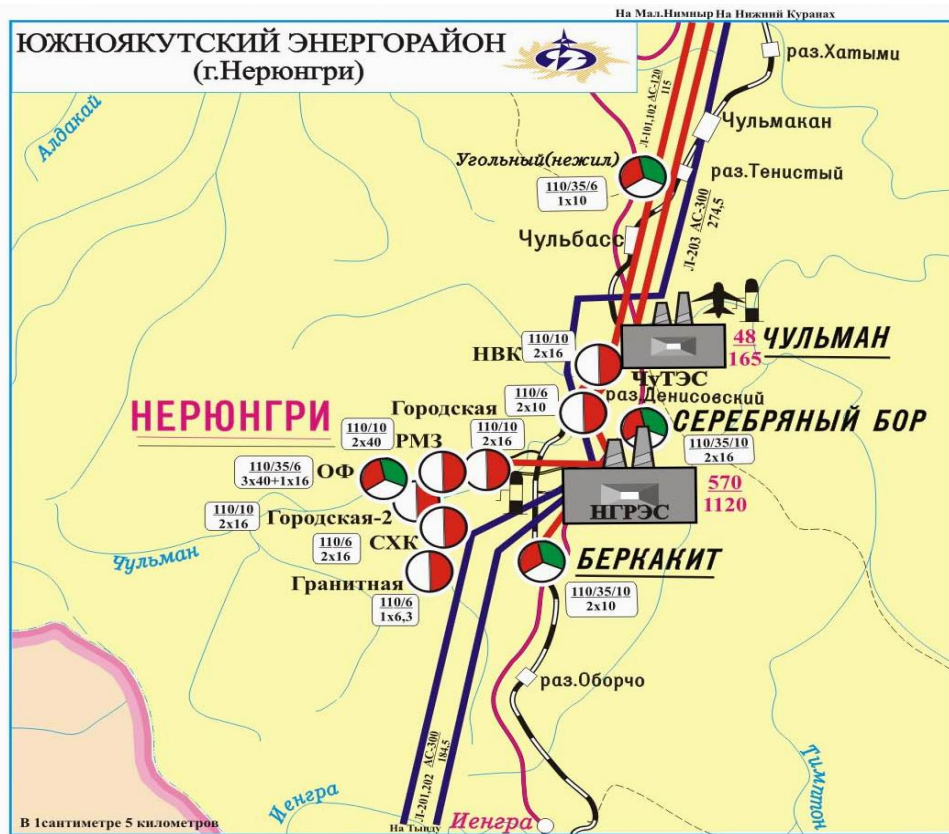 На Мал.Нимныр На Нижний Куранах
ЮЖНОЯКУТСКИЙ ЭНЕРГОРАЙОН
(г.Нерюнгри)
раз.Хатыми
Алдакай
Л-101,102 АС-120
115
Чульмакан
Угольный(нежил)
110/35/6
1х10
раз.Тенистый
Чульбасс
Л-203 АС-300
274,5
НВК
110/10
2х16
48
165
ЧУЛЬМАН
ЧуТЭС
раз.Денисовский
110/6
2х10
НЕРЮНГРИ
Городская
110/10
2х16
СЕРЕБРЯНЫЙ БОР
110/35/10
2х16
110/10
2х40
РМЗ
110/35/6
3х40+1х16
ОФ
570
1120
НГРЭС
110/10
2х16
Городская-2
110/6
2х16
СХК
Чульман
Гранитная
110/6
1х6,3
БЕРКАКИТ
110/35/10
2х10
раз.Оборчо
Л-201,202 АС-300
184,5
Тимптон
Иенгра
На Тынду
Иенгра
В 1сантиметре 5 километров